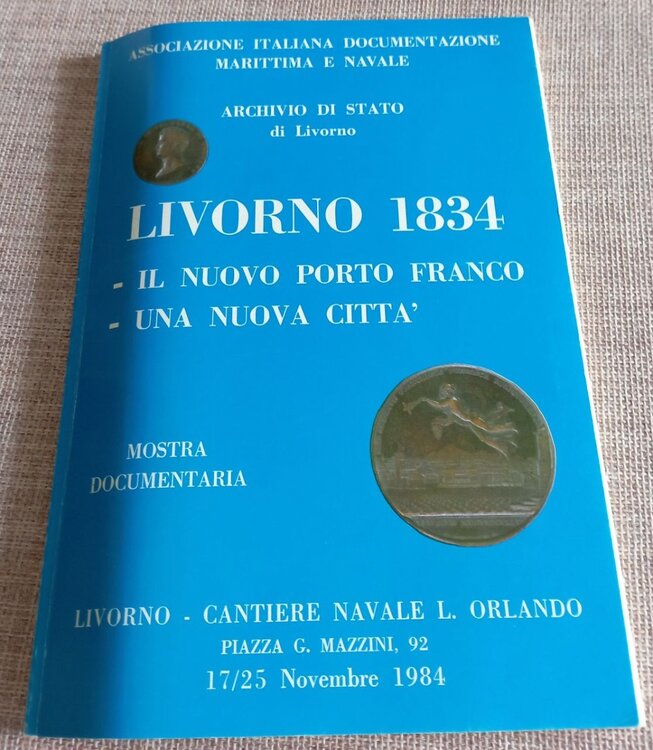 ASSOCIAZIONE ITALIANA DOCUMENTAZIONE
MARITTIMA E NAVALE
ARCHIVIO DI STATO
di Livorno
LIVORNO 1834
- IL NUOVO PORTO FRANCO
- UNA NUOVA CITTA'
MOSTRA
DOCUMENTARIA
LIVORNO - CANTIERE NAVALE L. ORLANDO
PIAZZA G. MAZZINI, 92
17/25 Novembre 1984